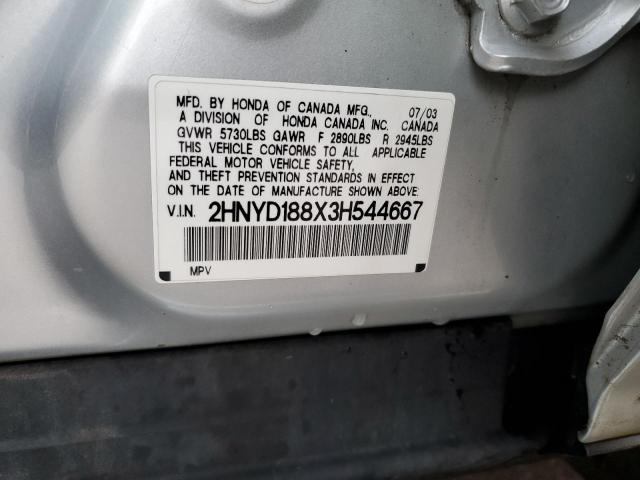 MFD. BY HONDA OF CANADA MFG., 07/03
A DIVISION OF HONDA CANADA INC. CANADA
GVWR 5730LBS GAWR F 2890LBS R 2945LBS
THIS VEHICLE CONFORMS TO ALL APPLICABLE
FEDERAL MOTOR VEHICLE SAFETY,
AND THEFT PREVENTION STANDARDS IN EFFECT
ON THE DATE OF MANUFACTURE SHOWN ABOVE:
V.I.N. 2HNYD188X3H544667
MPV